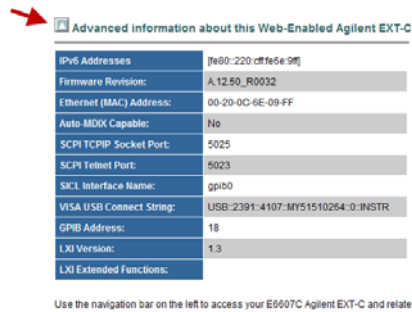 Advanced information about this Web-Enabled Agilent EXT-C
IPv6 Addresses [fe80::220:cff:fe6e:9ff]
Firmware Revision: A.12.50_R0032
Ethernet (MAC) Address: 00-20-0C-6E-09-FF
Auto-MDIX Capable: No
SCPI TCPIP Socket Port: 5025
SCPI Telnet Port: 5023
SICL Interface Name: gpib0
VISA USB Connect String: USB::2391::4107::MY51510264::0::INSTR
GPIB Address: 18
LXI Version: 1.3
LXI Extended Functions:
Use the navigation bar on the left to access your E6607C Agilent EXT-C and relate